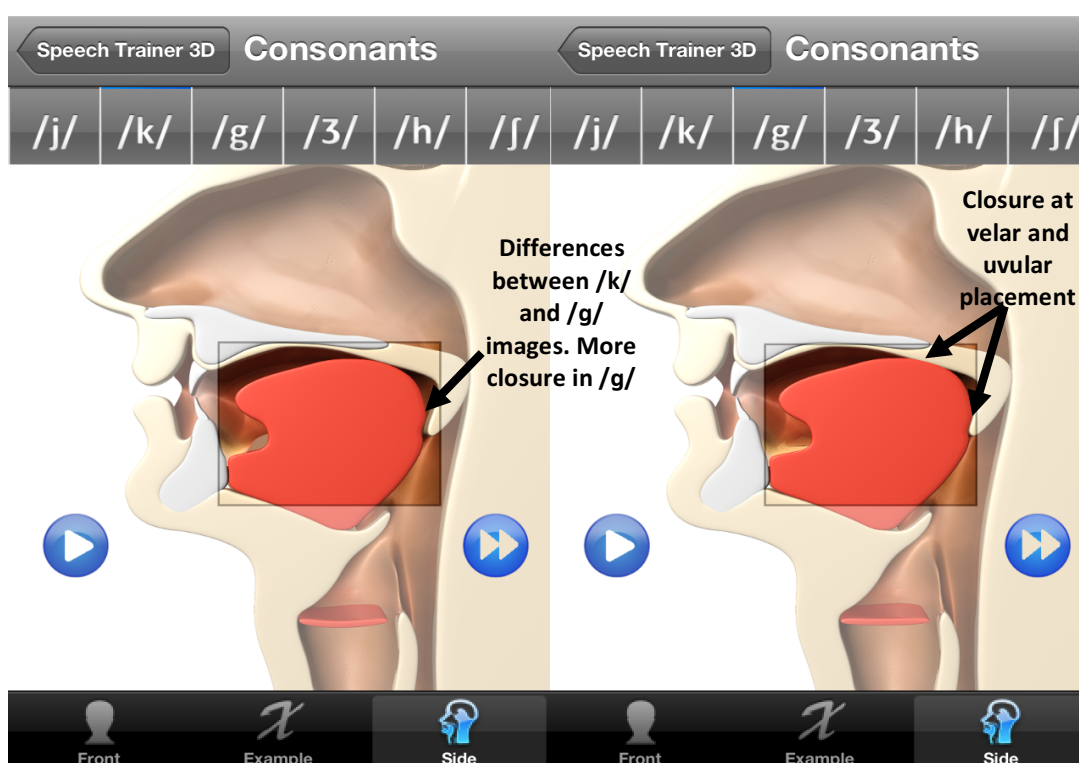 Speech Trainer 3D Consonants
/j/ /k/ /g/ /ʒ/ /h/ /ʃ/
Differences
between /k/
and /g/
images. More
closure in /g/
Front Example Side
Speech Trainer 3D Consonants
/j/ /k/ /g/ /ʒ/ /h/ /ʃ/
Closure at
velar and
uvular
placement
Front Example Side